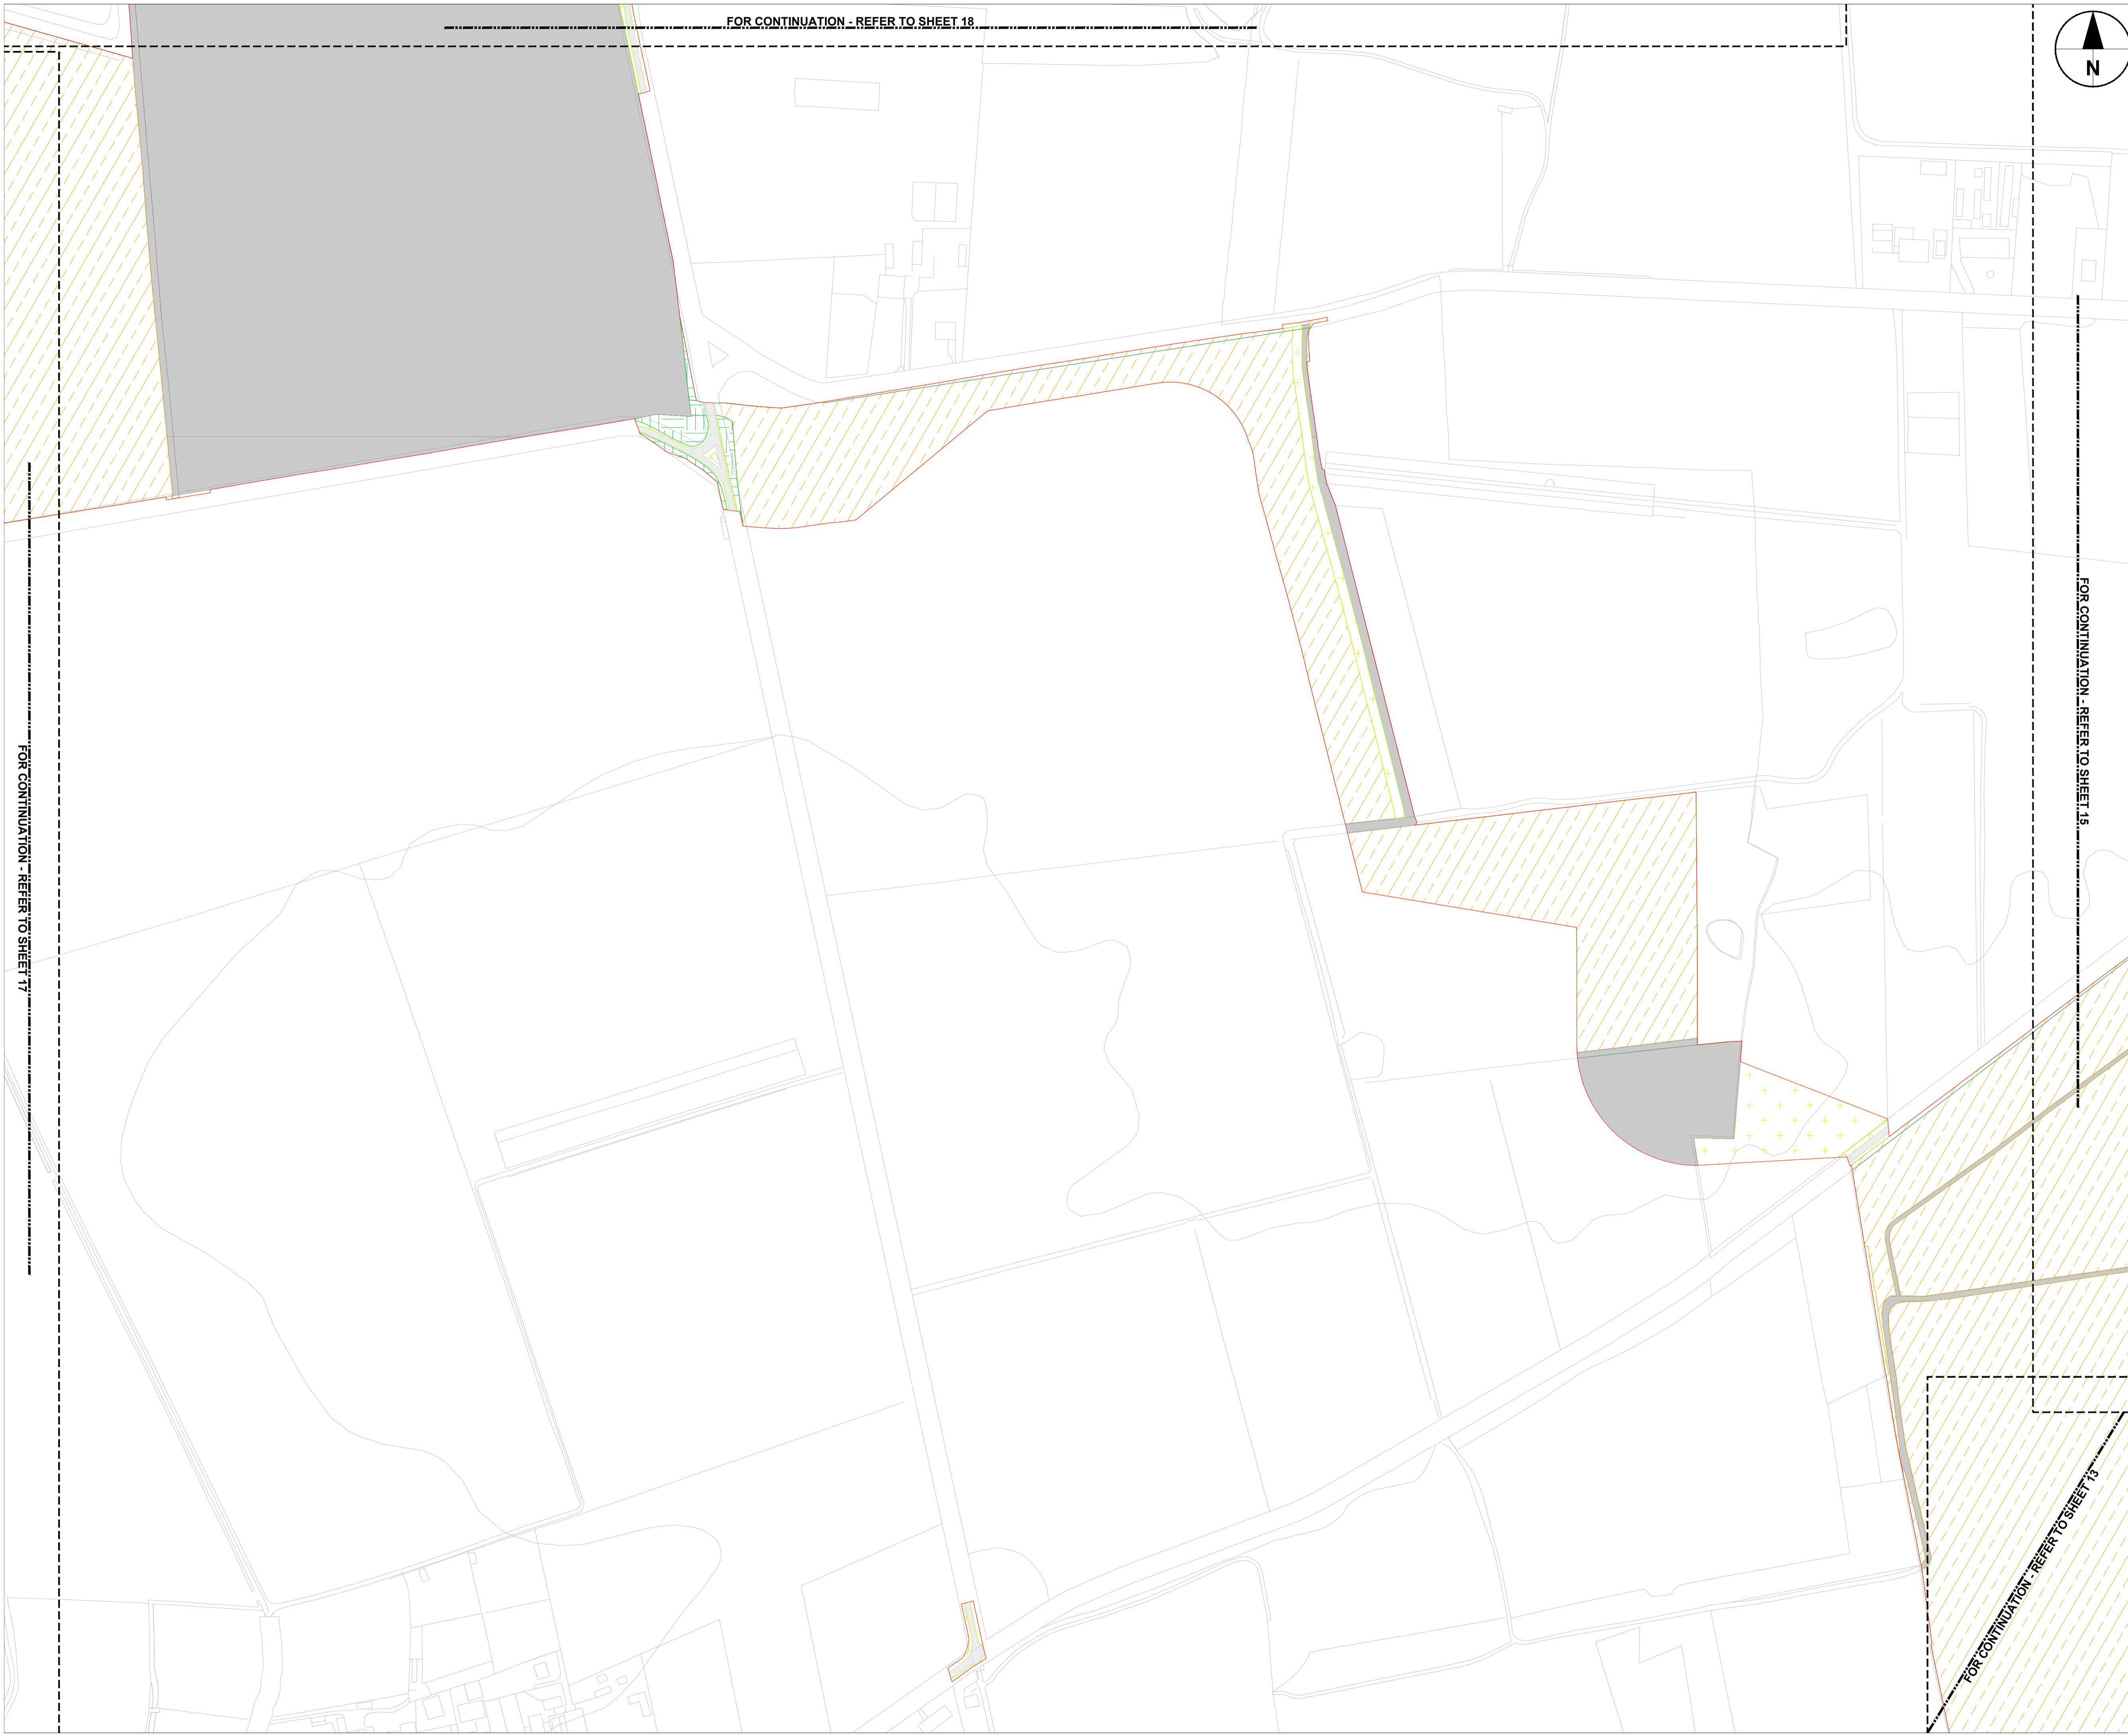 FOR CONTINUATION - REFER TO SHEET 18
N
FOR CONTINUATION - REFER TO SHEET 15
FOR CONTINUATION - REFER TO SHEET 17
FOR CONTINUATION - REFER TO SHEET 13